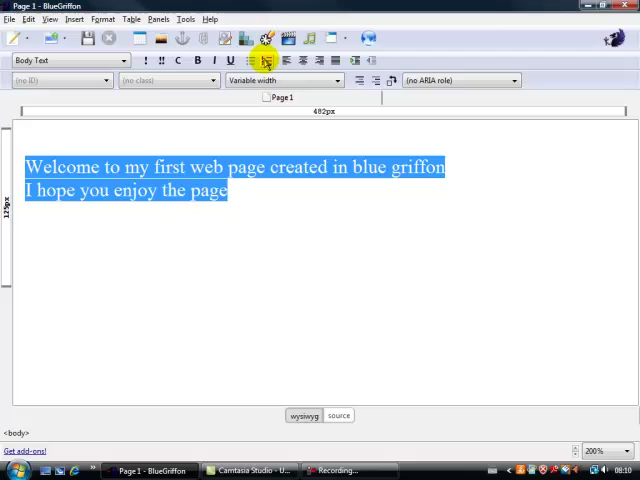 Page 1 - BlueGriffon
File Edit View Insert Format Table Panels Tools Help
Body Text ! !! C B I U
(no ID) (no class) Variable width (no ARIA role)
Page 1
482px
Welcome to my first web page created in blue griffon
I hope you enjoy the page
125px
wysiwyg source
<body>
Get add-ons! 200%
Page 1 - BlueGriffon Camtasia Studio - U... Recording... 08:10